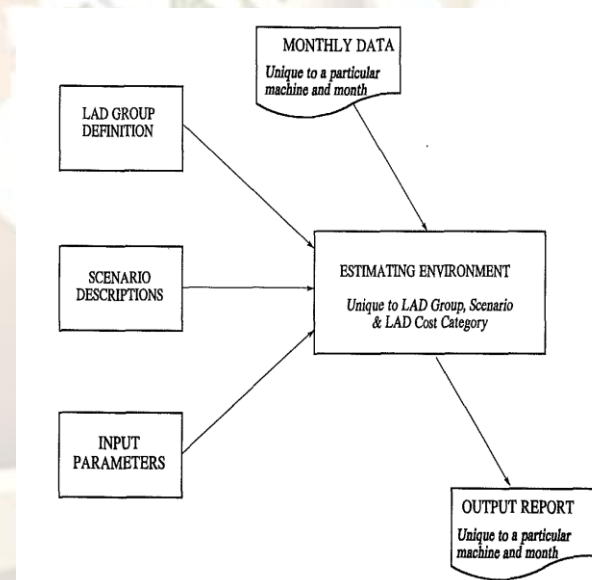 MONTHLY DATA
Unique to a particular
machine and month
LAD GROUP
DEFINITION
SCENARIO
DESCRIPTIONS
ESTIMATING ENVIRONMENT
Unique to LAD Group, Scenario
& LAD Cost Category
INPUT
PARAMETERS
OUTPUT REPORT
Unique to a particular
machine and month